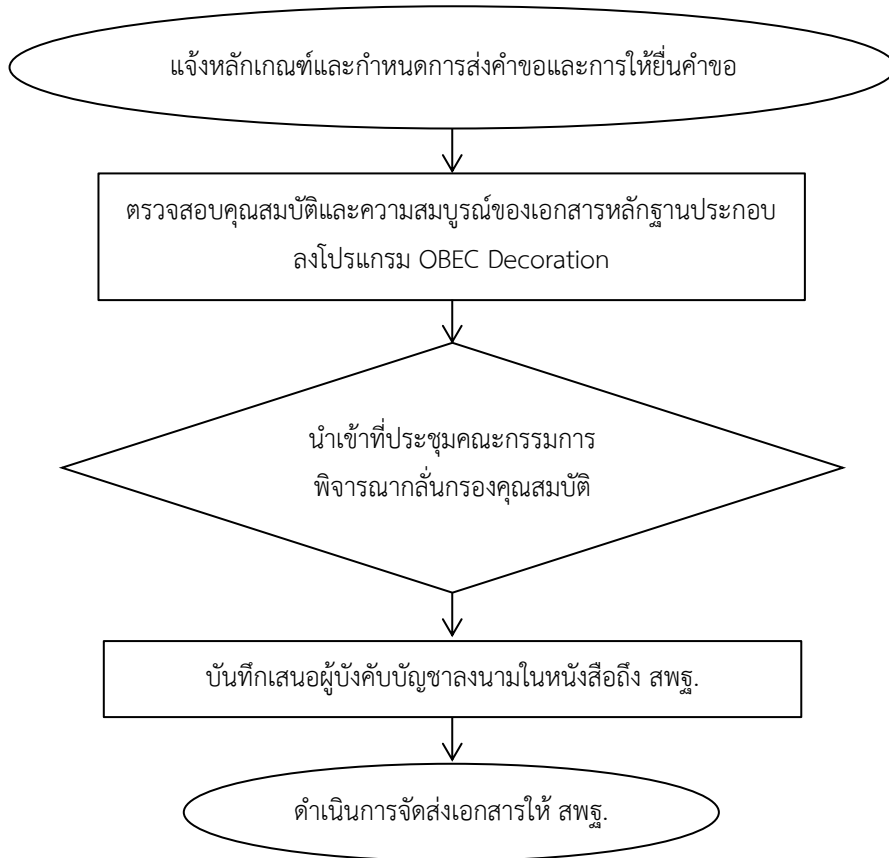 แจ้งหลักเกณฑ์และกำหนดการส่งคำขอและการให้ยื่นคำขอ
ตรวจสอบคุณสมบัติและความสมบูรณ์ของเอกสารหลักฐานประกอบ
ลงโปรแกรม OBEC Decoration
นำเข้าที่ประชุมคณะกรรมการ
พิจารณากลั่นกรองคุณสมบัติ
บันทึกเสนอผู้บังคับบัญชาลงนามในหนังสือถึง สพฐ.
ดำเนินการจัดส่งเอกสารให้ สพฐ.